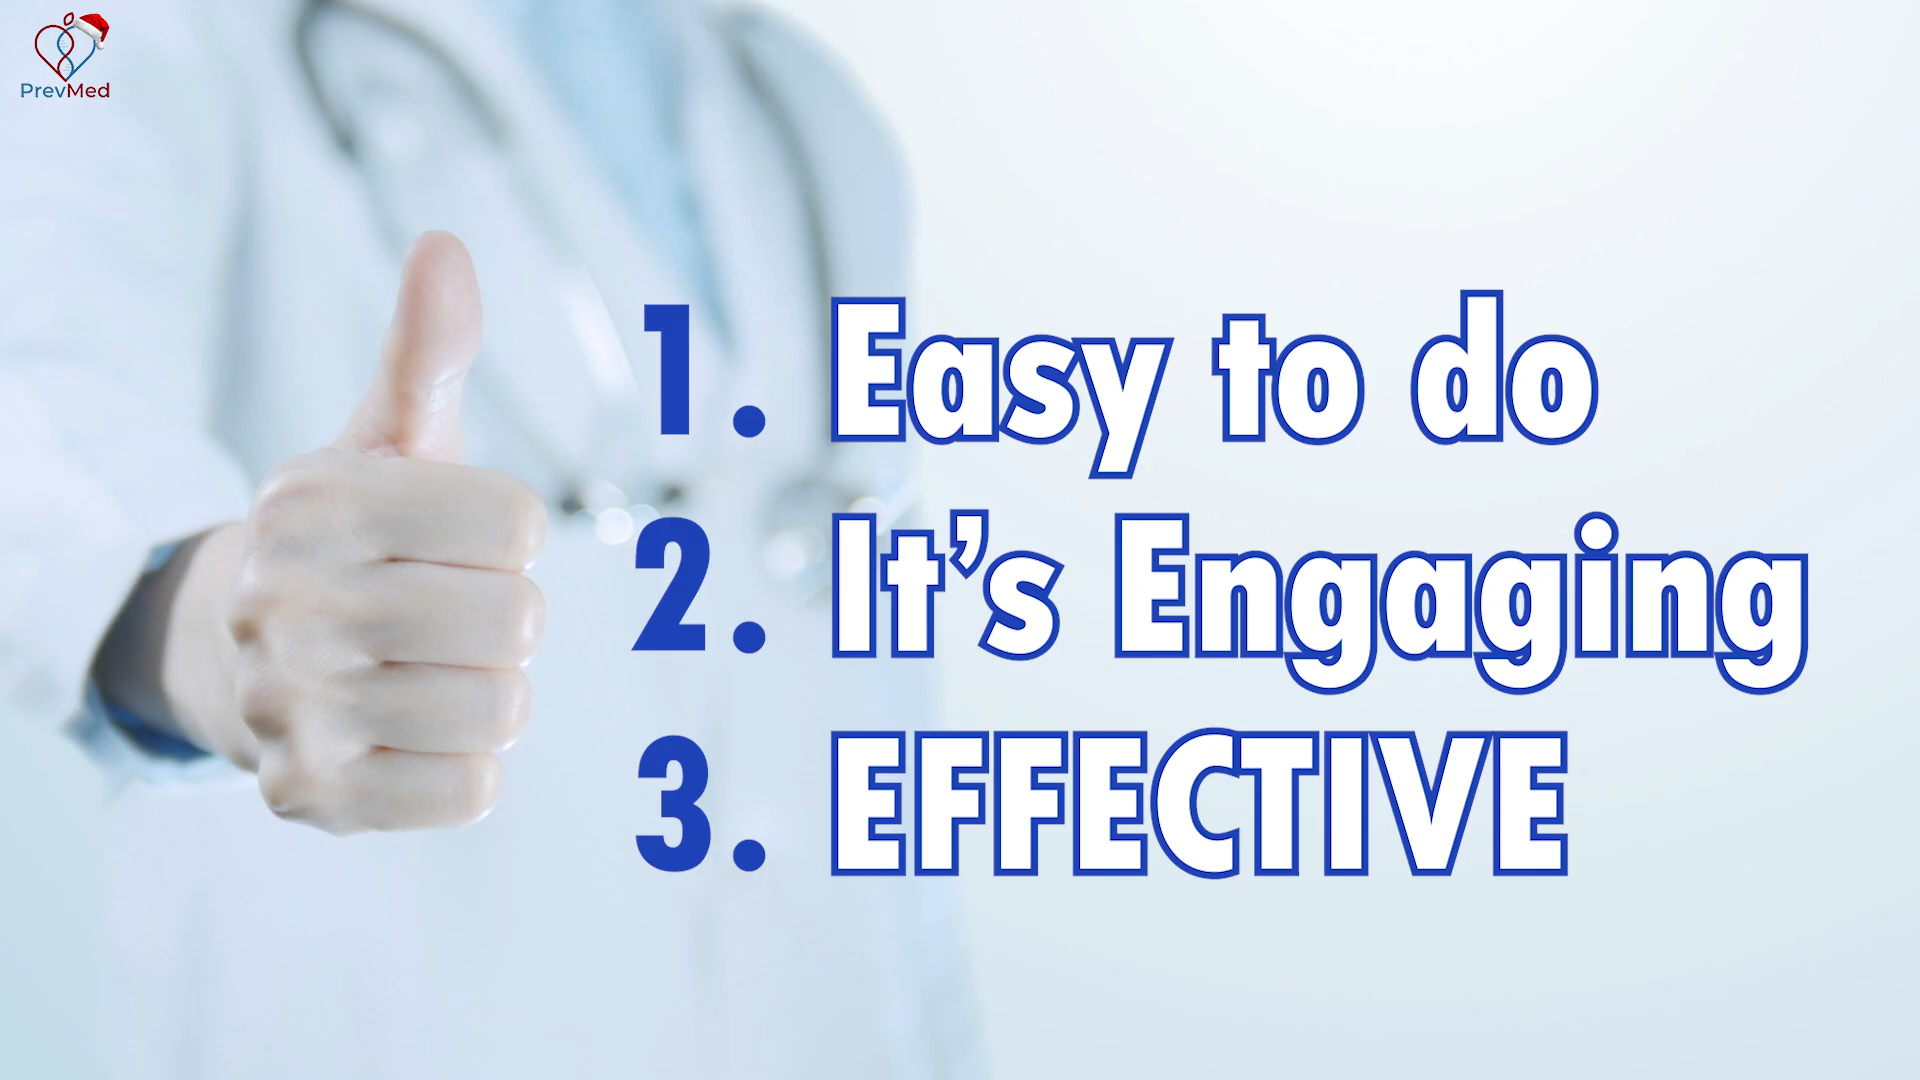 PrevMed
1. Easy to do
2. It’s Engaging
3. EFFECTIVE